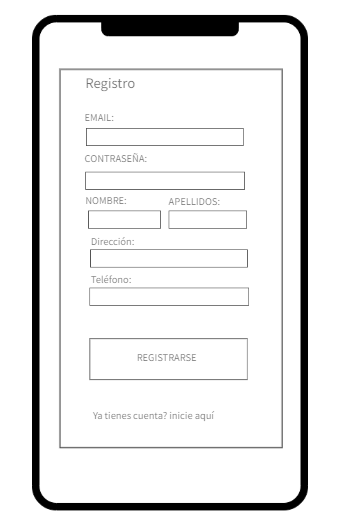 Registro
EMAIL:
CONTRASEÑA:
NOMBRE: APELLIDOS:
Dirección:
Teléfono:
REGISTRARSE
Ya tienes cuenta? inicie aquí